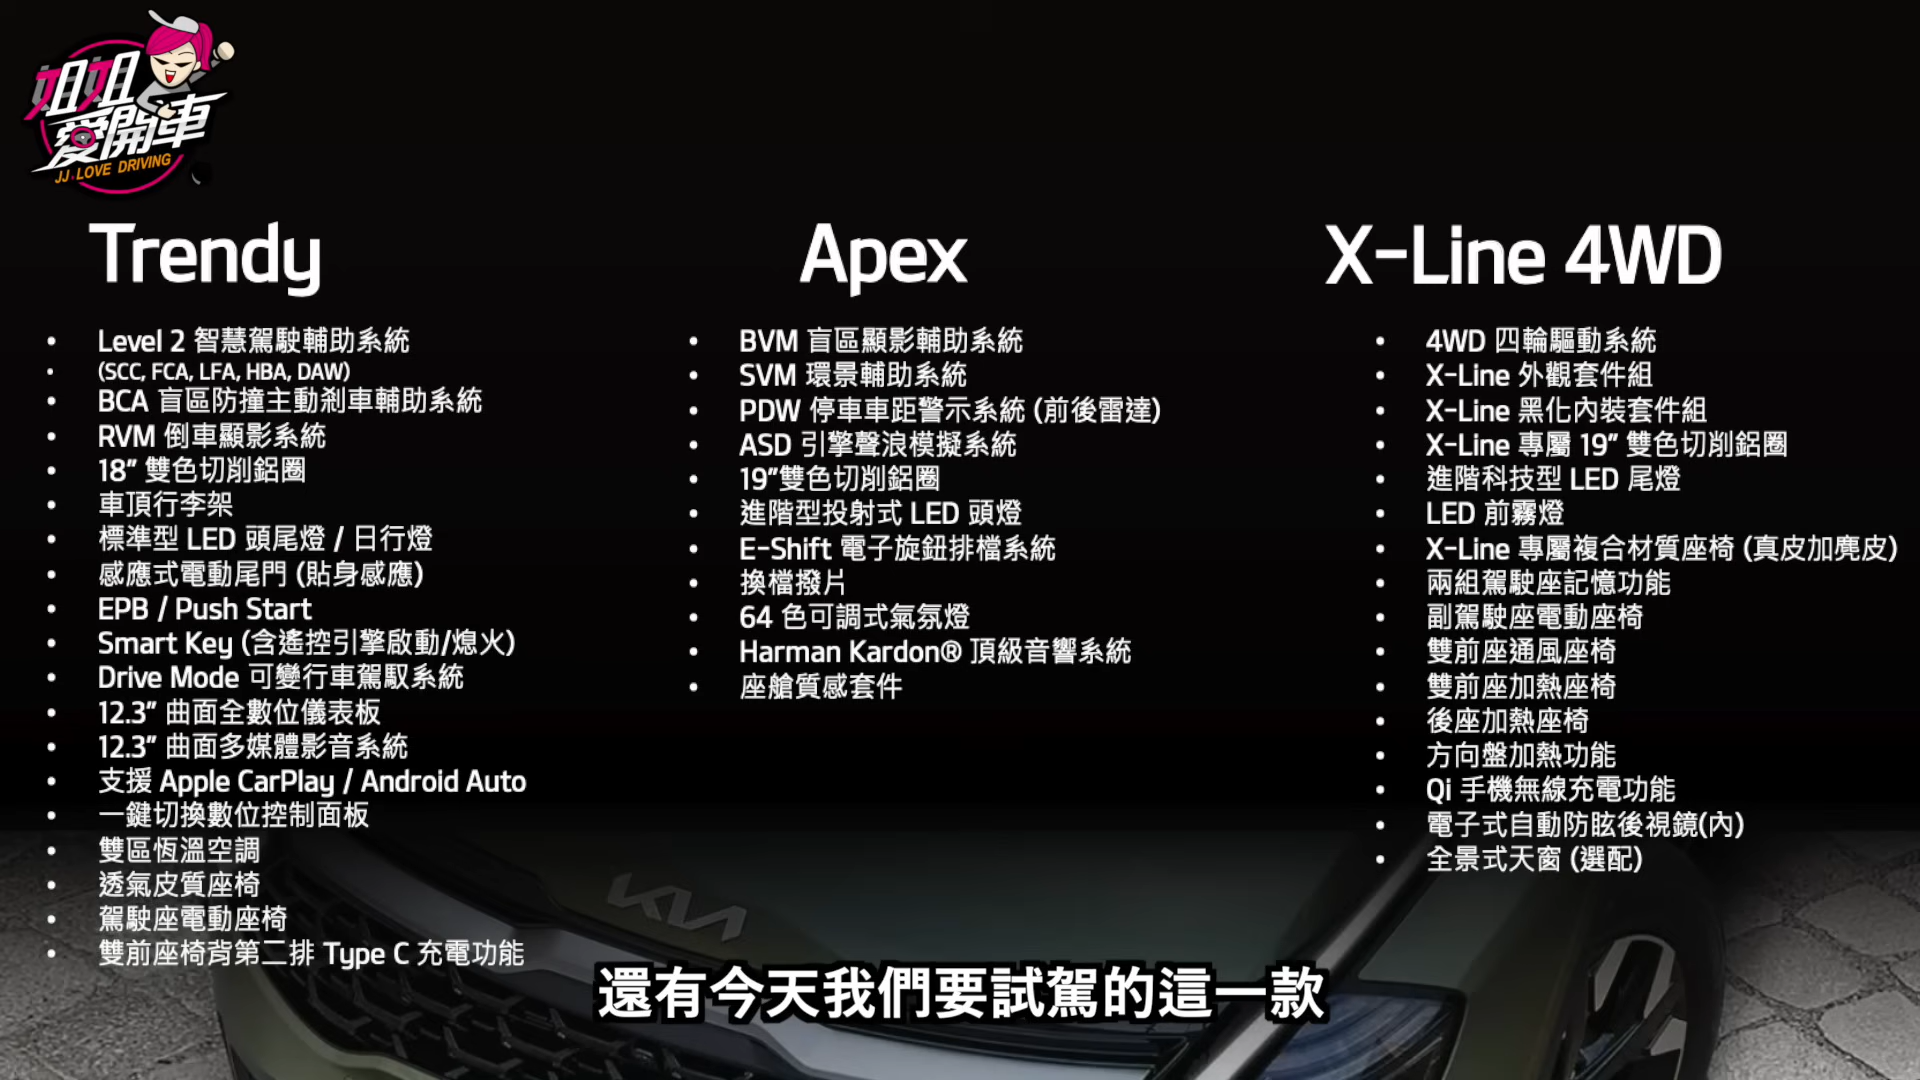 姐姐
愛開車
JJ LOVE DRIVING
Trendy
• Level 2 智慧駕駛輔助系統
• (SCC, FCA, LFA, HBA, DAW)
• BCA 盲區防撞主動剎車輔助系統
• RVM 倒車顯影系統
• 18" 雙色切削鋁圈
• 車頂行李架
• 標準型 LED 頭尾燈 / 日行燈
• 感應式電動尾門 (貼身感應)
• EPB / Push Start
• Smart Key (含遙控引擎啟動/熄火)
• Drive Mode 可變行車駕馭系統
• 12.3" 曲面全數位儀表板
• 12.3" 曲面多媒體影音系統
• 支援 Apple CarPlay / Android Auto
• 一鍵切換數位控制面板
• 雙區恆溫空調
• 透氣皮質座椅
• 駕駛座電動座椅
• 雙前座椅背第二排 Type C 充電功能
Apex
• BVM 盲區顯影輔助系統
• SVM 環景輔助系統
• PDW 停車車距警示系統 (前後雷達)
• ASD 引擎聲浪模擬系統
• 19"雙色切削鋁圈
• 進階型投射式 LED 頭燈
• E-Shift 電子旋鈕排檔系統
• 換檔撥片
• 64 色可調式氣氛燈
• Harman Kardon® 頂級音響系統
• 座艙質感套件
X-Line 4WD
• 4WD 四輪驅動系統
• X-Line 外觀套件組
• X-Line 黑化內裝套件組
• X-Line 專屬 19" 雙色切削鋁圈
• 進階科技型 LED 尾燈
• LED 前霧燈
• X-Line 專屬複合材質座椅 (真皮加麂皮)
• 兩組駕駛座記憶功能
• 副駕駛座電動座椅
• 雙前座通風座椅
• 雙前座加熱座椅
• 後座加熱座椅
• 方向盤加熱功能
• Qi 手機無線充電功能
• 電子式自動防眩後視鏡(內)
• 全景式天窗 (選配)
KIA
還有今天我們要試駕的這一款